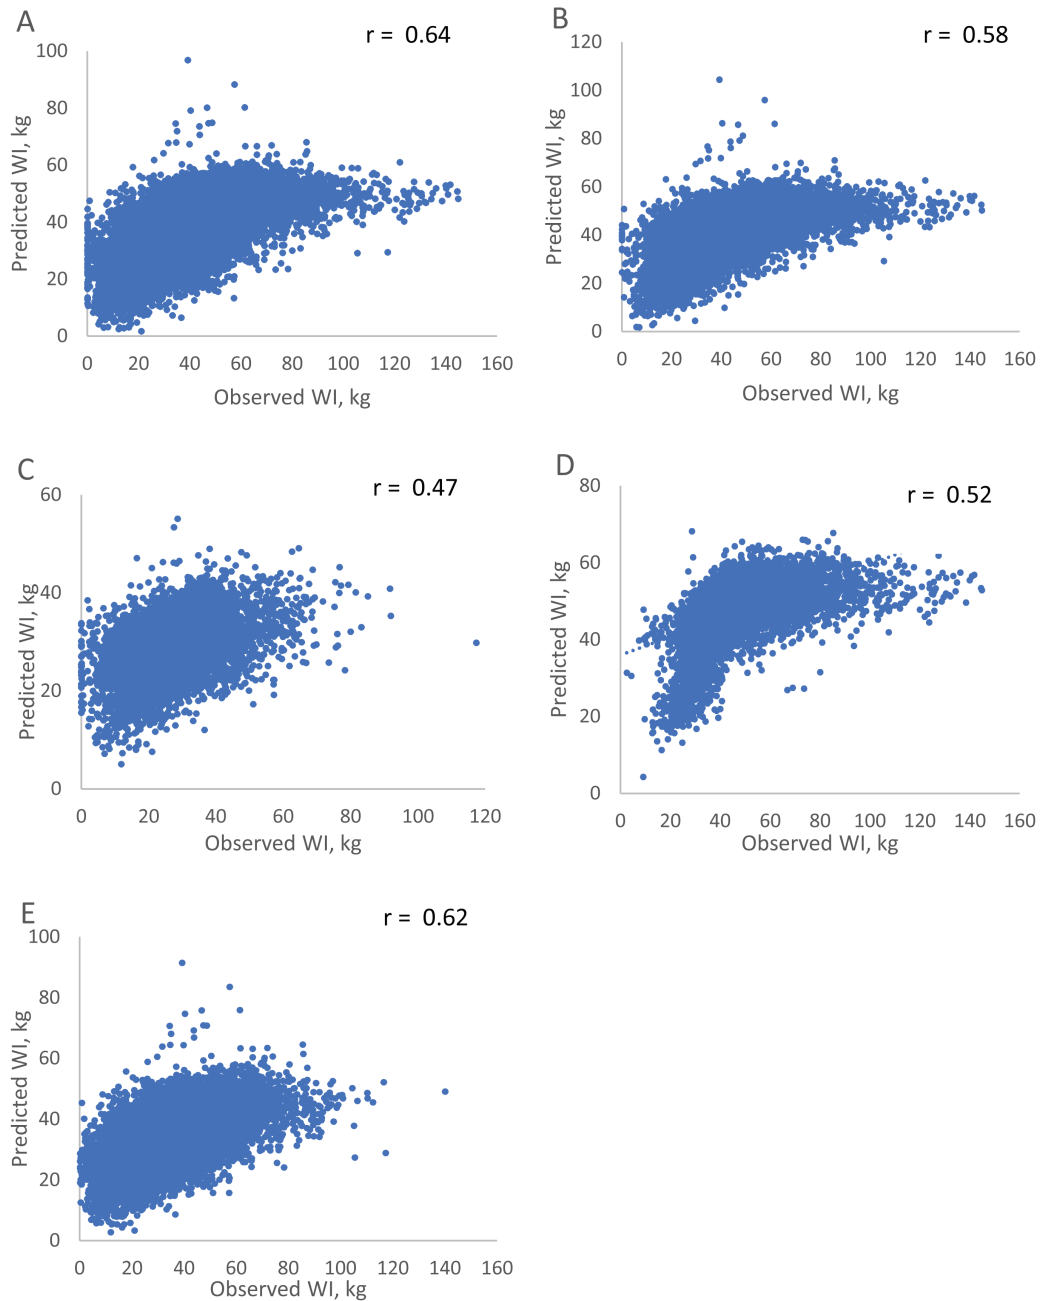 A
r = 0.64
100
80
60
40
20
0
Predicted WI, kg
0 20 40 60 80 100 120 140 160
Observed WI, kg
B
r = 0.58
120
100
80
60
40
20
0
Predicted WI, kg
0 20 40 60 80 100 120 140 160
Observed WI, kg
C
r = 0.47
60
40
20
0
Predicted WI, kg
0 20 40 60 80 100 120
Observed WI, kg
D
r = 0.52
80
60
40
20
0
Predicted WI, kg
0 20 40 60 80 100 120 140 160
Observed WI, kg
E
r = 0.62
100
80
60
40
20
0
Predicted WI, kg
0 20 40 60 80 100 120 140 160
Observed WI, kg